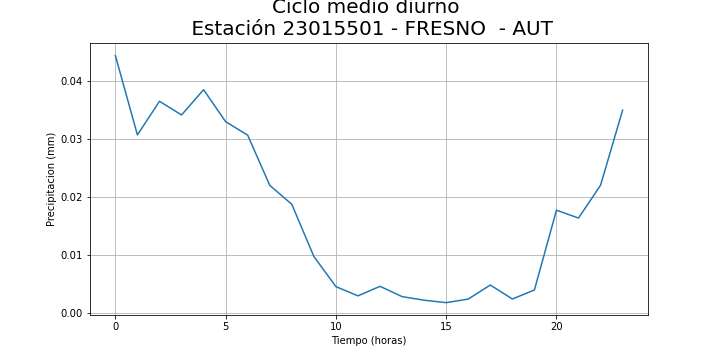 Ciclo medio diurno
Estación 23015501 - FRESNO  - AUT
0.04
0.03
0.02
0.01
0.00
Precipitacion (mm)
0 5 10 15 20
Tiempo (horas)